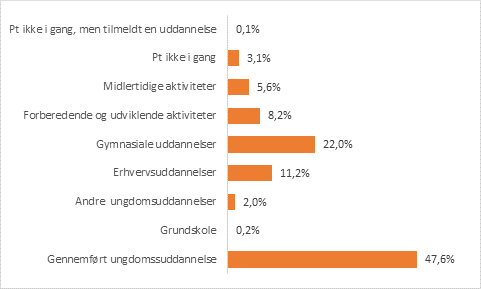 Pt ikke i gang, men tilmeldt en uddannelse 0,1%
Pt ikke i gang 3,1%
Midlertidige aktiviteter 5,6%
Forberedende og udviklende aktiviteter 8,2%
Gymnasiale uddannelser 22,0%
Erhvervsuddannelser 11,2%
Andre ungdomsuddannelser 2,0%
Grundskole 0,2%
Gennemført ungdomssuddannelse 47,6%